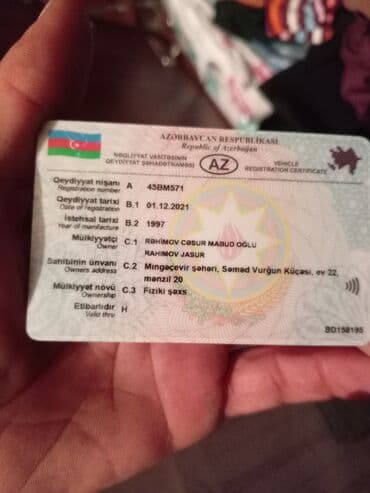 AZƏRBAYCAN RESPUBLİKASI
Republic of Azerbaijan
NƏQLİYYAT VASİTƏSİNİN QEYDİYYAT ŞƏHADƏTNAMƏSİ
AZ
VEHICLE REGISTRATION CERTIFICATE
Qeydiyyat nişanı A 45BM571
Registration number
Qeydiyyat tarixi B.1 01.12.2021
Date of registration
İstehsal tarixi B.2 1997
Year of manufacture
Mülkiyyətçi C.1 RƏHİMOV CƏSUR MABUD OĞLU
Owner RAHIMOV JASUR
Sahibinin ünvanı C.2 Mingəçevir şəhəri, Səməd Vurğun Küçəsi, ev 22,
Owners address mənzil 20
Mülkiyyət növü C.3 Fiziki şəxs
Ownership
Etibarlıdır H
Valid thru
BD158195